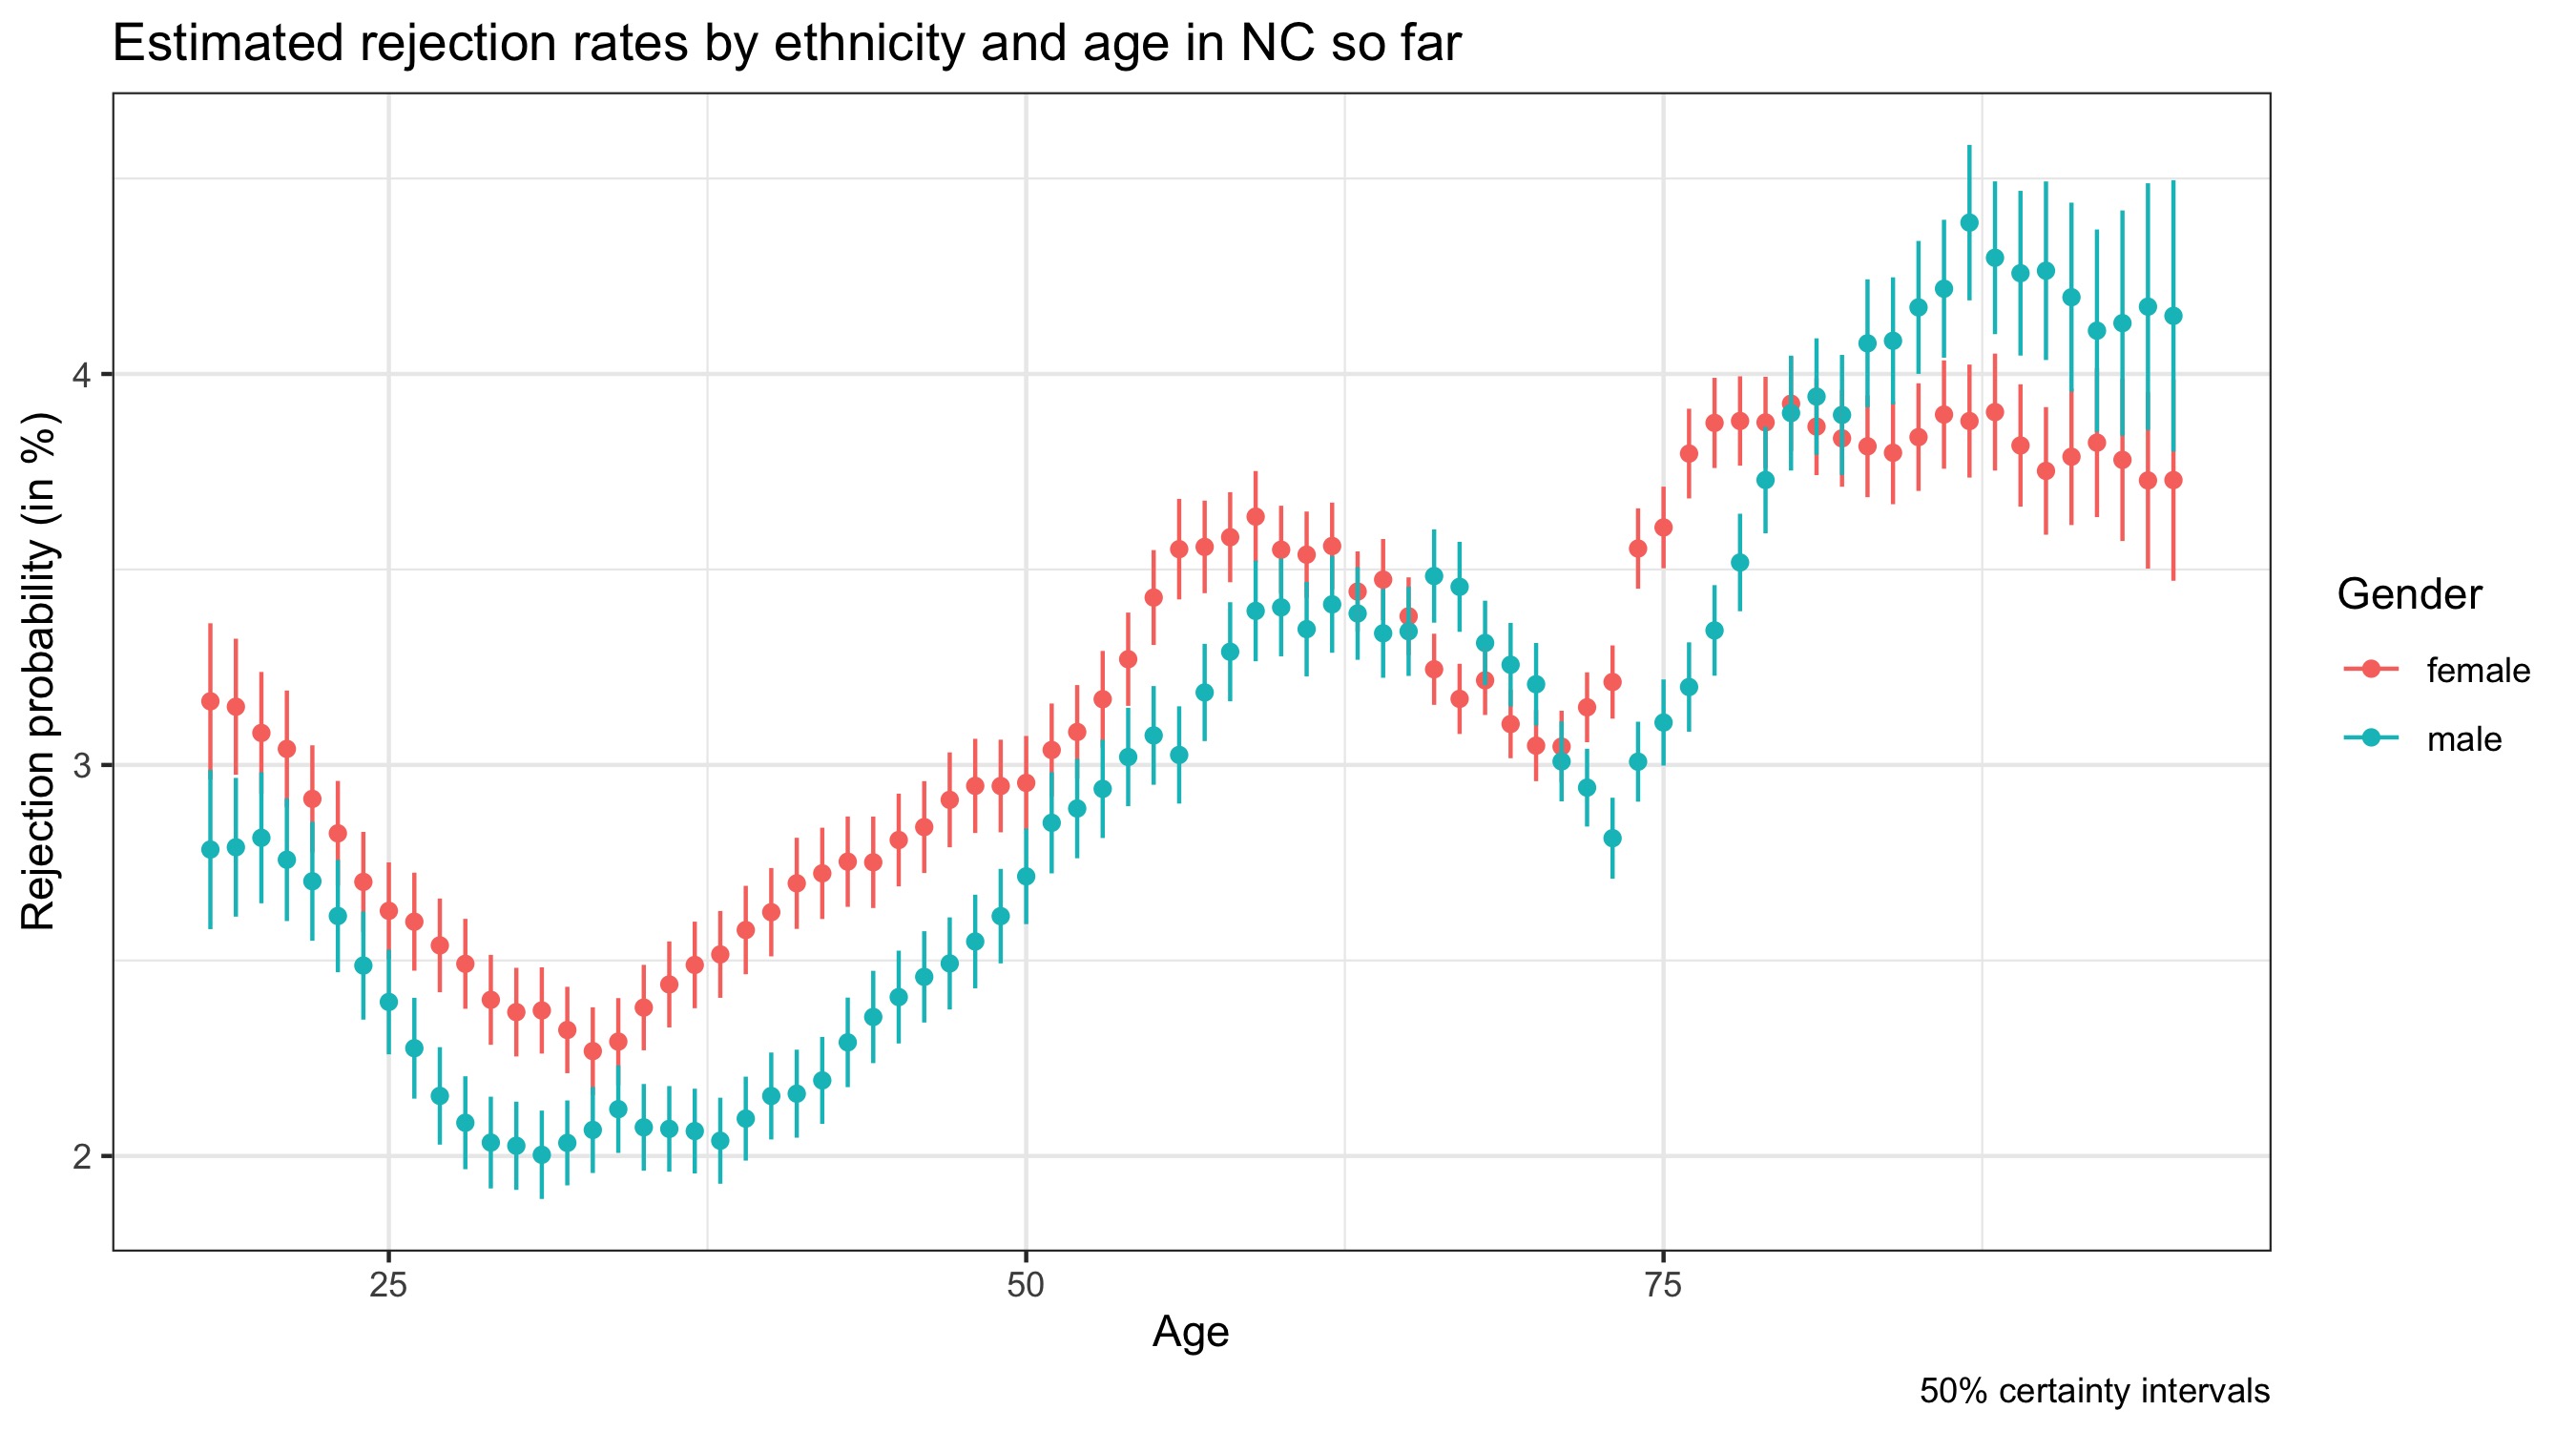 Estimated rejection rates by ethnicity and age in NC so far
Rejection probability (in %)
4
3
2
25
50
75
Age
Gender
female
male
50% certainty intervals